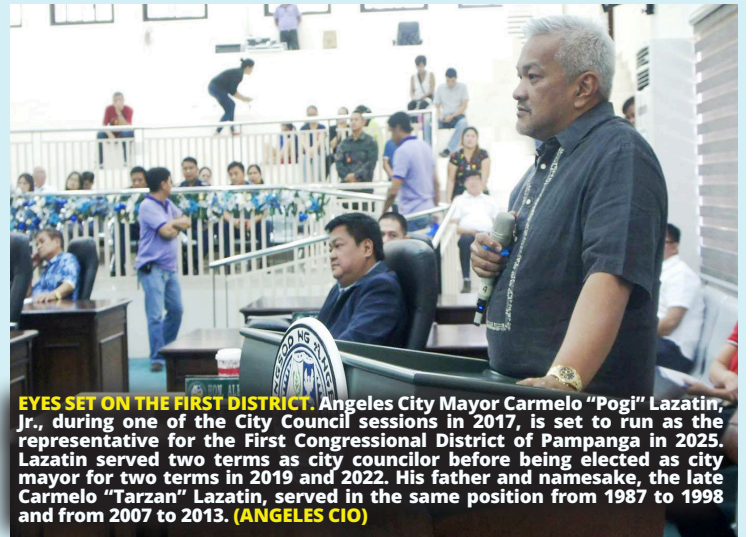 HON. ALE
EYES SET ON THE FIRST DISTRICT. Angeles City Mayor Carmelo “Pogi” Lazatin,
Jr., during one of the City Council sessions in 2017, is set to run as the
representative for the First Congressional District of Pampanga in 2025.
Lazatin served two terms as city councilor before being elected as city
mayor for two terms in 2019 and 2022. His father and namesake, the late
Carmelo “Tarzan” Lazatin, served in the same position from 1987 to 1998
and from 2007 to 2013. (ANGELES CIO)